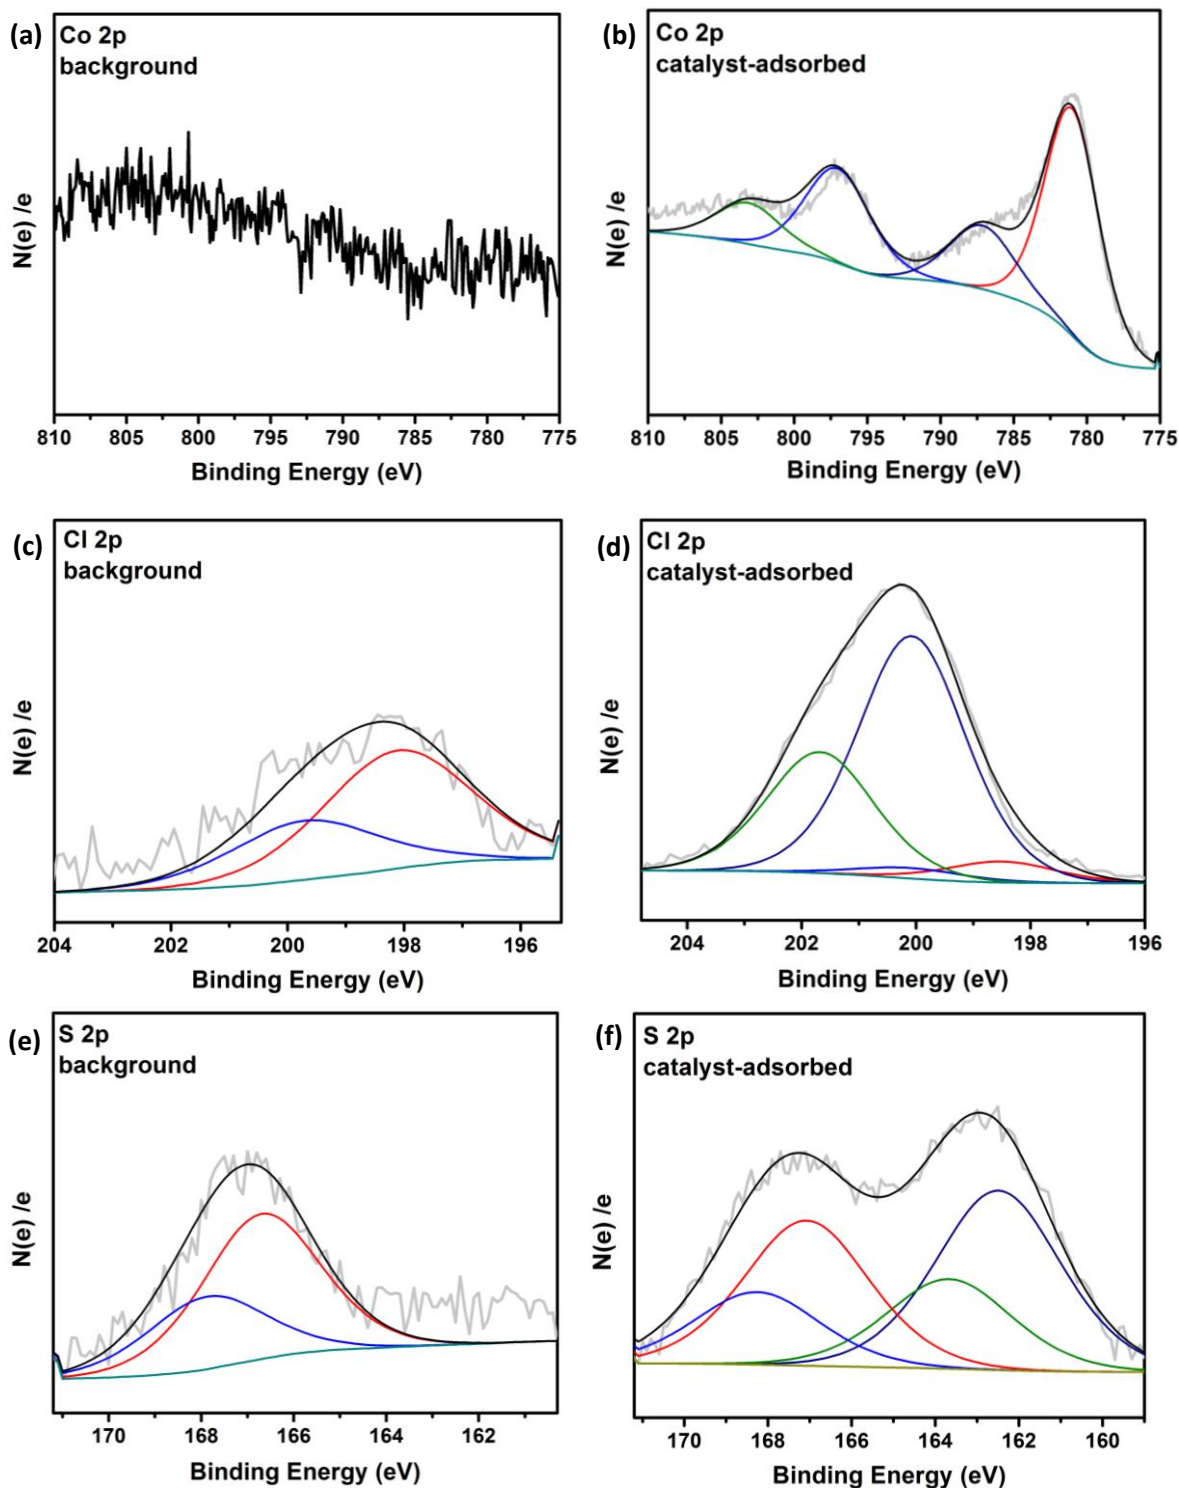 (a)
Co 2p
background
N(e) /e
810 805 800 795 790 785 780 775
Binding Energy (eV)
(b)
Co 2p
catalyst-adsorbed
N(e) /e
810 805 800 795 790 785 780 775
Binding Energy (eV)
(c)
Cl 2p
background
N(e) /e
204 202 200 198 196
Binding Energy (eV)
(d)
Cl 2p
catalyst-adsorbed
N(e) /e
204 202 200 198 196
Binding Energy (eV)
(e)
S 2p
background
N(e) /e
170 168 166 164 162
Binding Energy (eV)
(f)
S 2p
catalyst-adsorbed
N(e) /e
170 168 166 164 162 160
Binding Energy (eV)